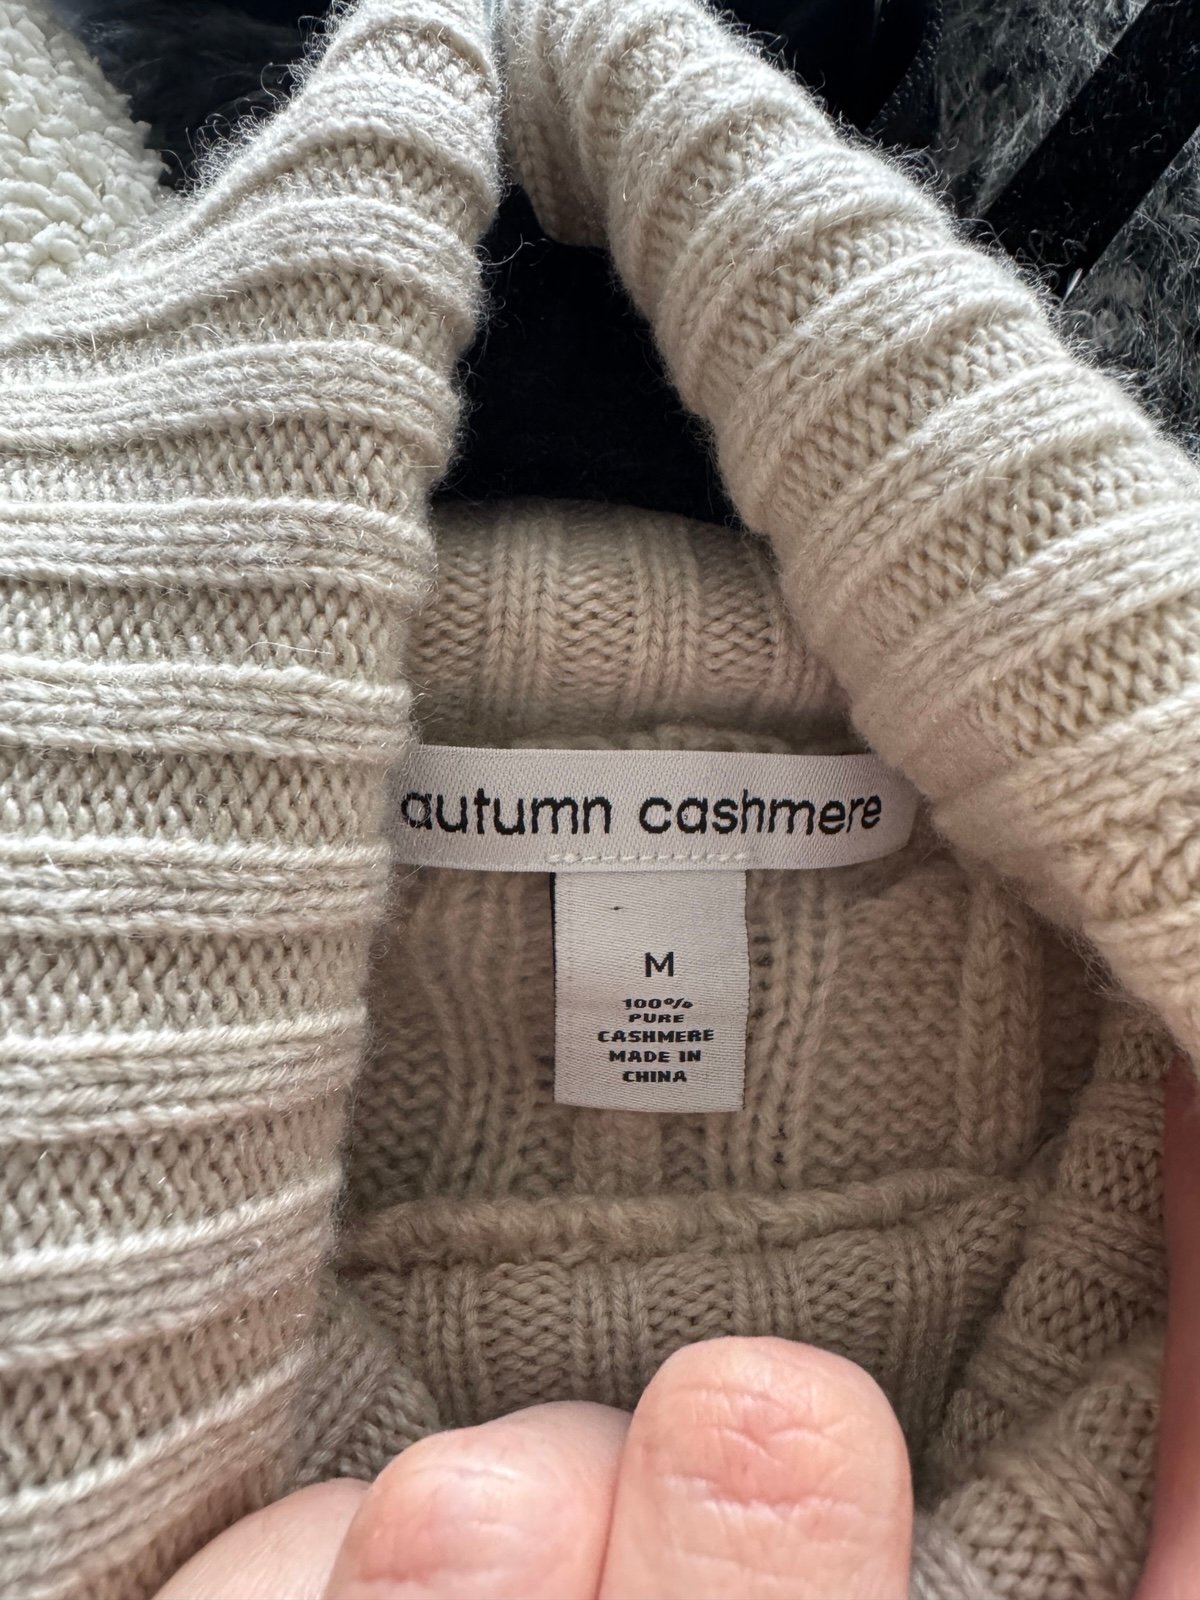 autumn cashmere
M
100%
PURE
CASHMERE
MADE IN
CHINA